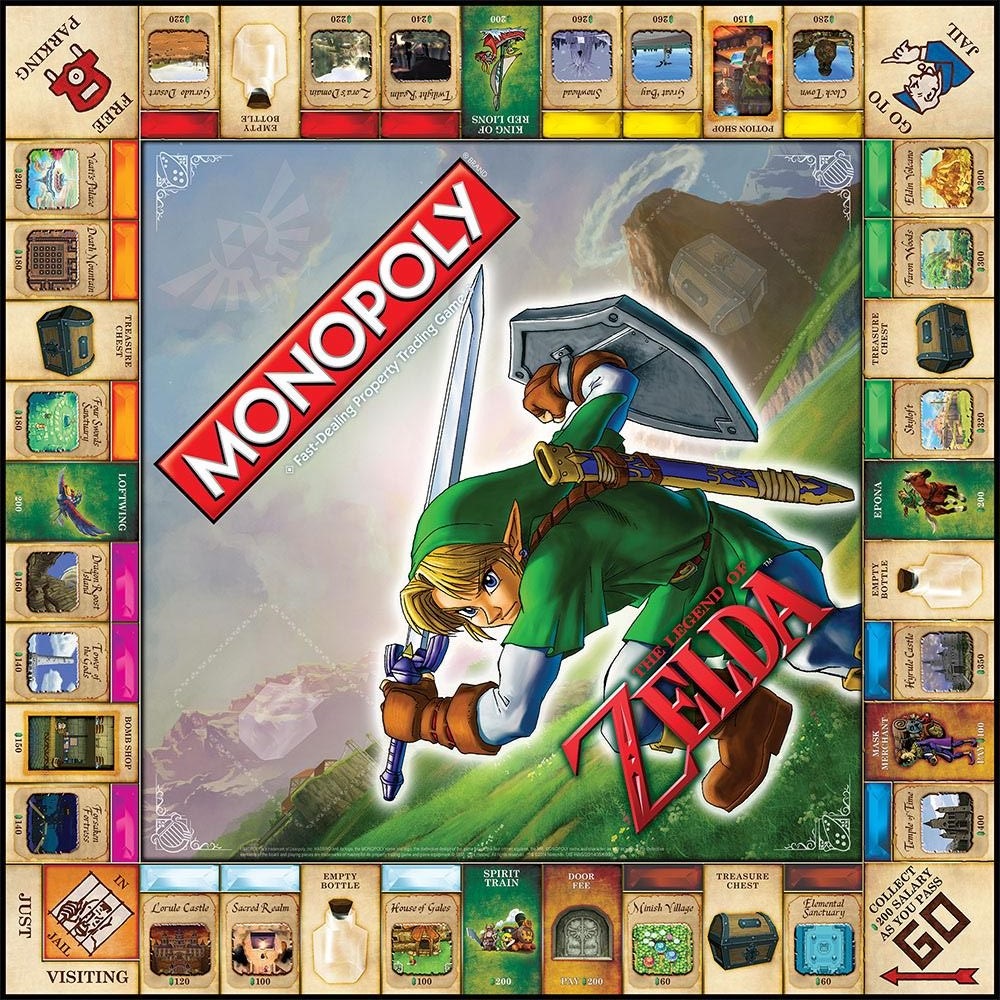 PARKING
FREE
220
Gerudo Desert
EMPTY
BOTTLE
220
Zora's Domain
240
Twilight Realm
200
KING OF
RED LIONS
260
Snowhead
260
Great Bay
150
POTION SHOP
280
Clock Town
JAIL
GO TO
Yaeti's Palace
200
Death Mountain
180
TREASURE
CHEST
Four Swords
Sanctuary
180
LOFTWING
200
Dragon Roost
Island
160
Tower of
the Gods
140
BOMB SHOP
150
Forsaken
Fortress
140
® BRAND
MONOPOLY
Fast-Dealing Property Trading Game
THE LEGEND OF
ZELDA
™
Eldin Volcano
300
Faron Woods
300
TREASURE
CHEST
Skyloft
320
EPONA
200
EMPTY
BOTTLE
Hyrule Castle
350
MASK
MERCHANT
PAY 100
Temple of Time
400
JUST
IN
JAIL
VISITING
Lorule Castle
120
Sacred Realm
100
EMPTY
BOTTLE
House of Gales
100
SPIRIT
TRAIN
200
DOOR
FEE
PAY 200
Minish Village
60
TREASURE
CHEST
Elemental
Sanctuary
60
COLLECT
200 SALARY
AS YOU PASS
GO